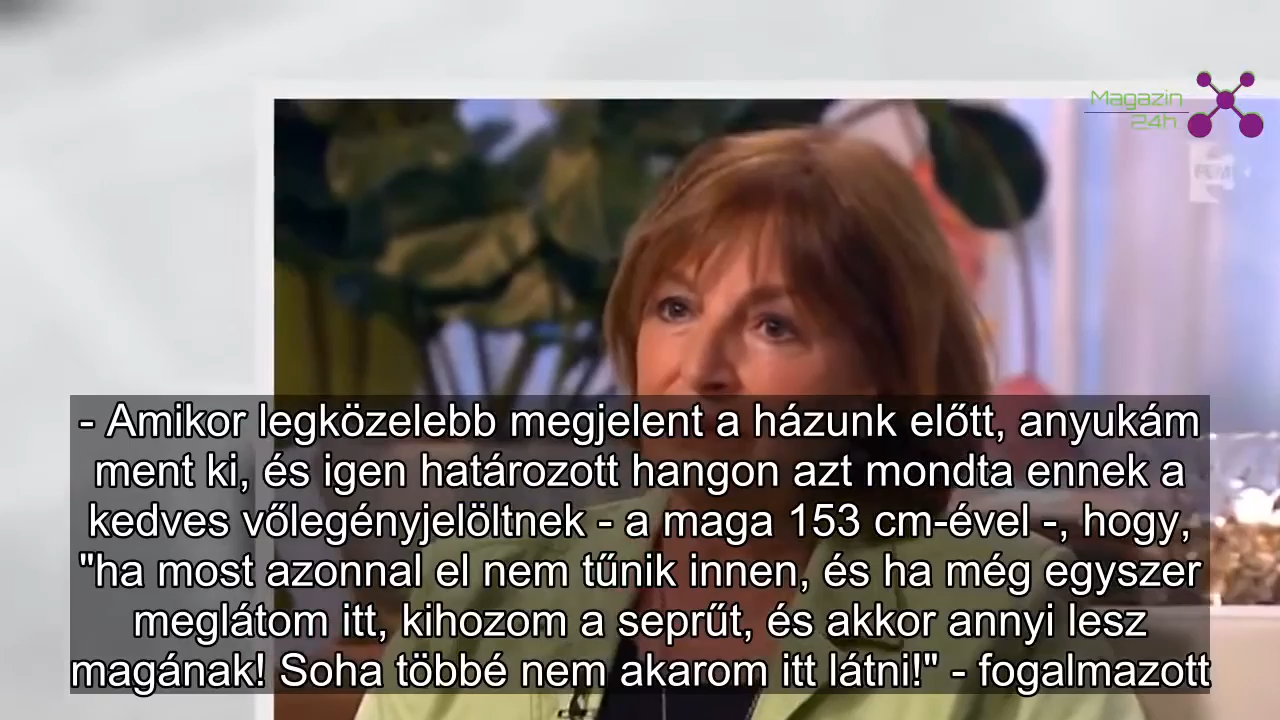 Magazin
24h
FEM
- Amikor legközelebb megjelent a házunk előtt, anyukám
ment ki, és igen határozott hangon azt mondta ennek a
kedves vőlegényjelöltnek - a maga 153 cm-ével -, hogy,
"ha most azonnal el nem tűnik innen, és ha még egyszer
meglátom itt, kihozom a seprűt, és akkor annyi lesz
magának! Soha többé nem akarom itt látni!" - fogalmazott